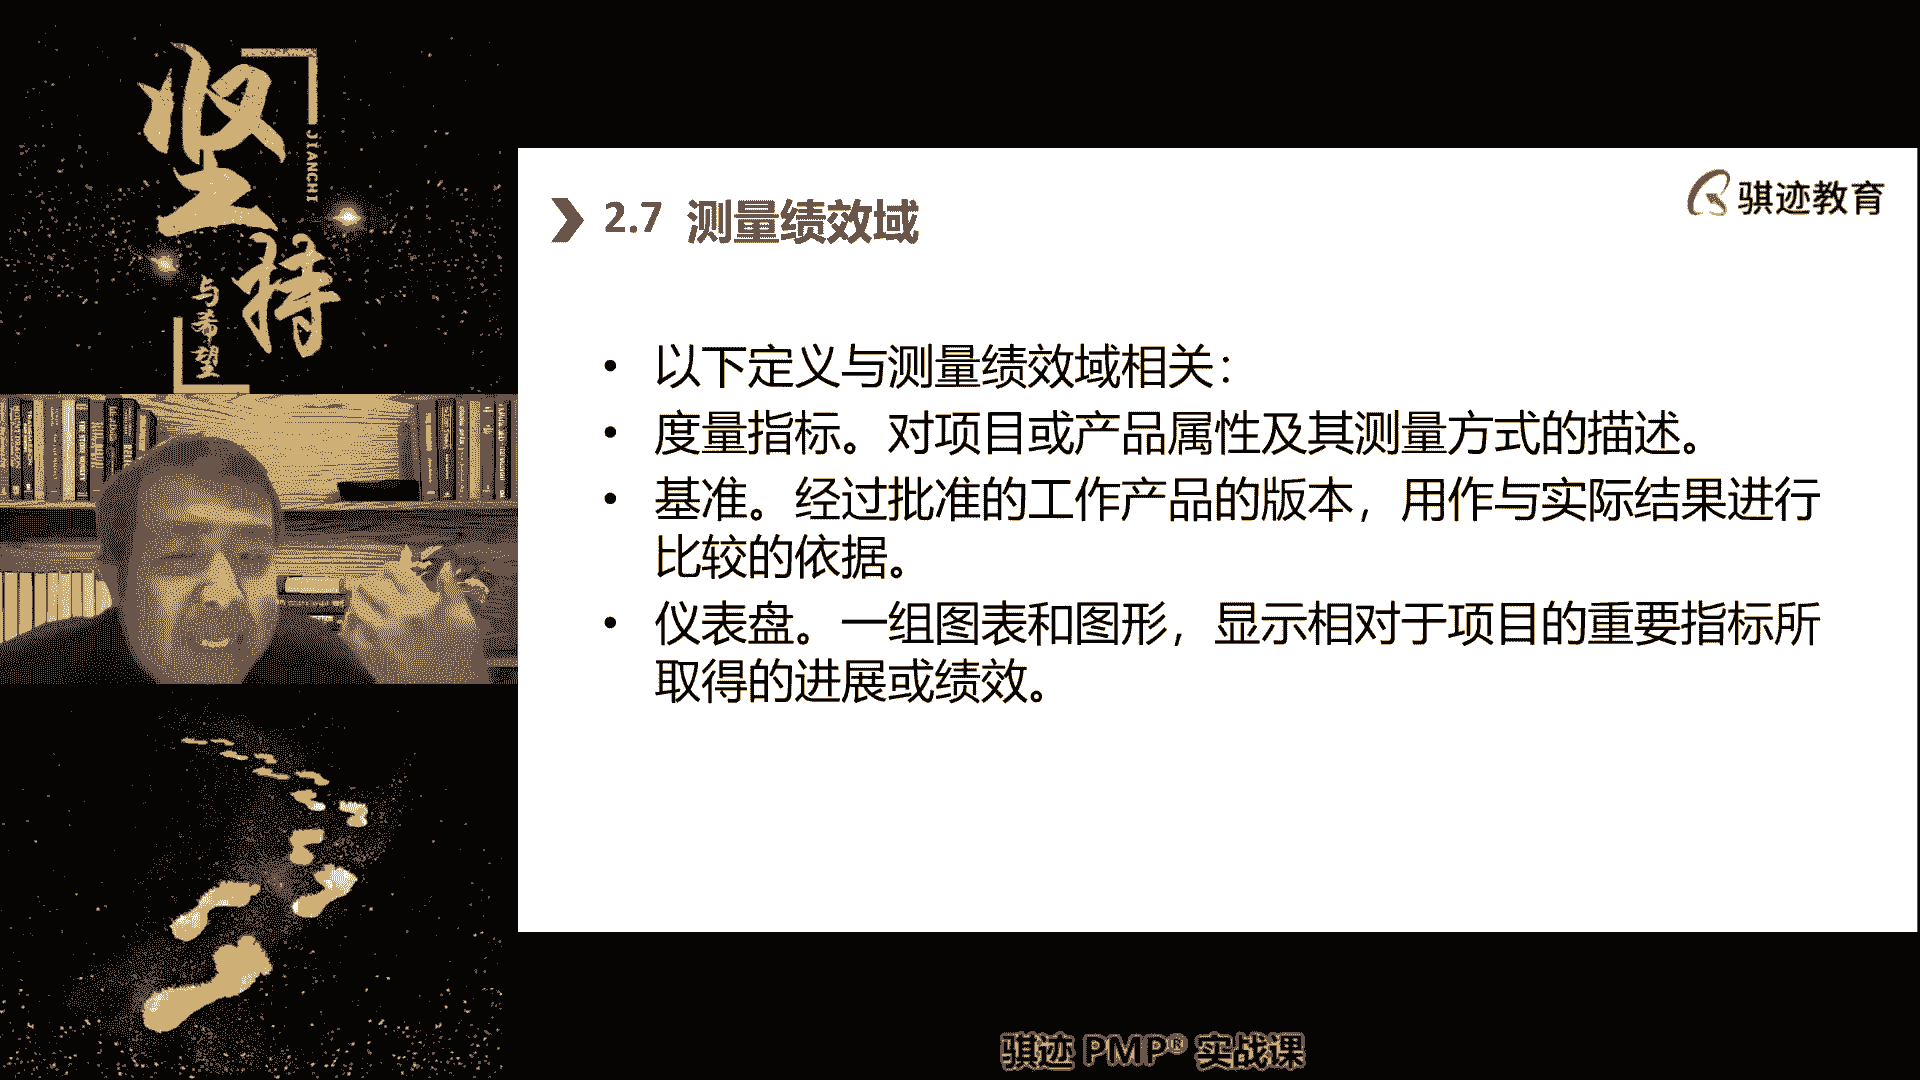 坚持
JIANCHI
与希望
骐迹教育
2.7 测量绩效域
• 以下定义与测量绩效域相关：
• 度量指标。对项目或产品属性及其测量方式的描述。
• 基准。经过批准的工作产品的版本，用作与实际结果进行
比较的依据。
• 仪表盘。一组图表和图形，显示相对于项目的重要指标所
取得的进展或绩效。
骐迹 PMP® 实战课